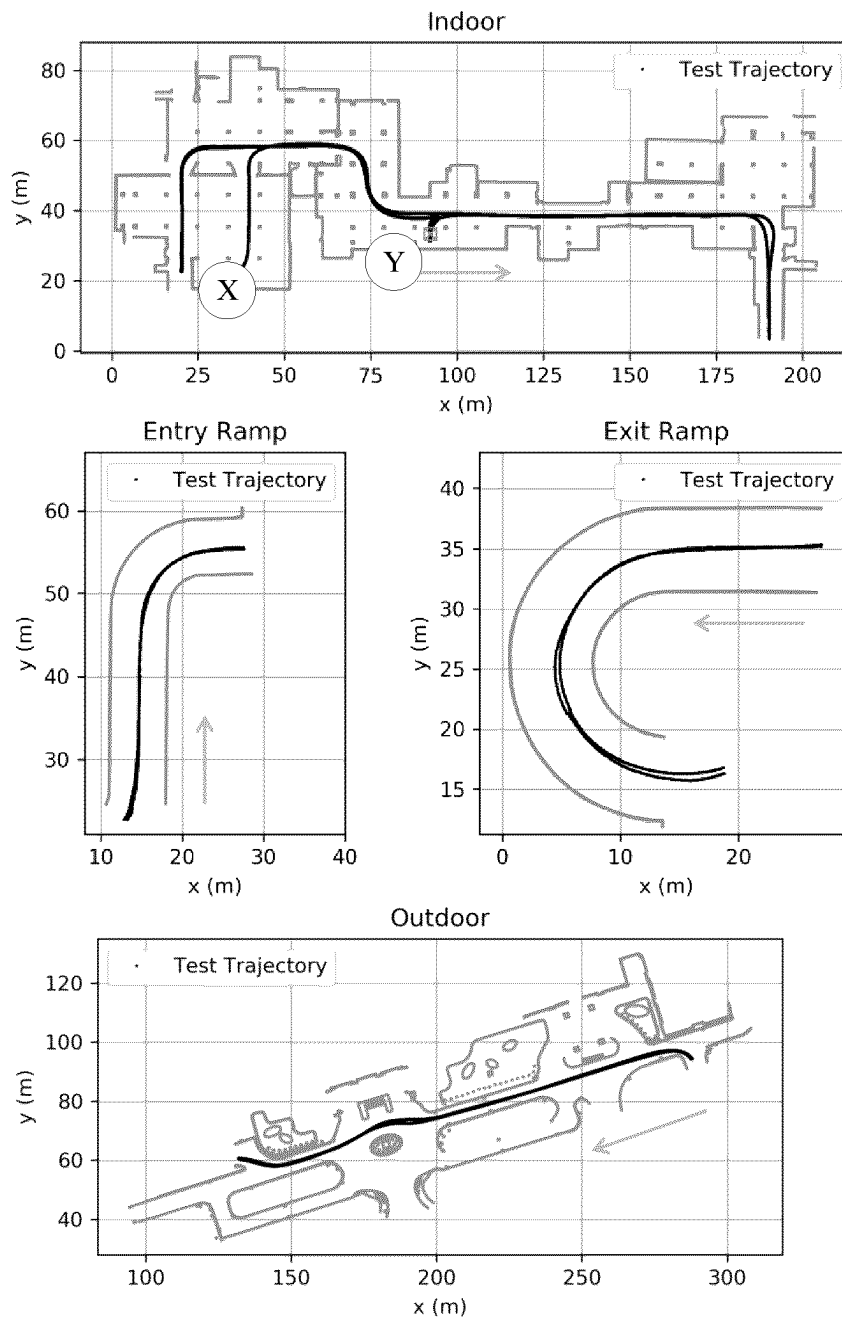 Indoor
Test Trajectory
80
60
40
20
0
y (m)
X
Y
0 25 50 75 100 125 150 175 200
x (m)
Entry Ramp
Test Trajectory
60
50
40
30
y (m)
10 20 30 40
x (m)
Exit Ramp
Test Trajectory
40
35
30
25
20
15
y (m)
0 10 20
x (m)
Outdoor
Test Trajectory
120
100
80
60
40
y (m)
100 150 200 250 300
x (m)